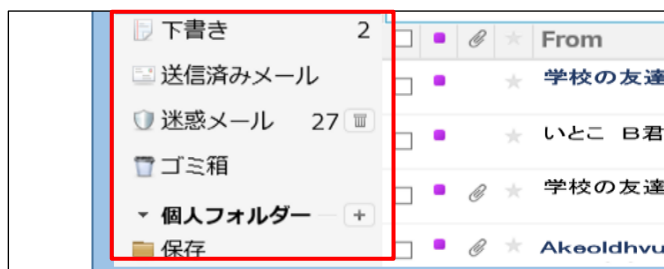 下書き 2
送信済みメール
迷惑メール 27
ゴミ箱
個人フォルダー
保存
From
学校の友達
いとこ B君
学校の友達
Akeoldhvu